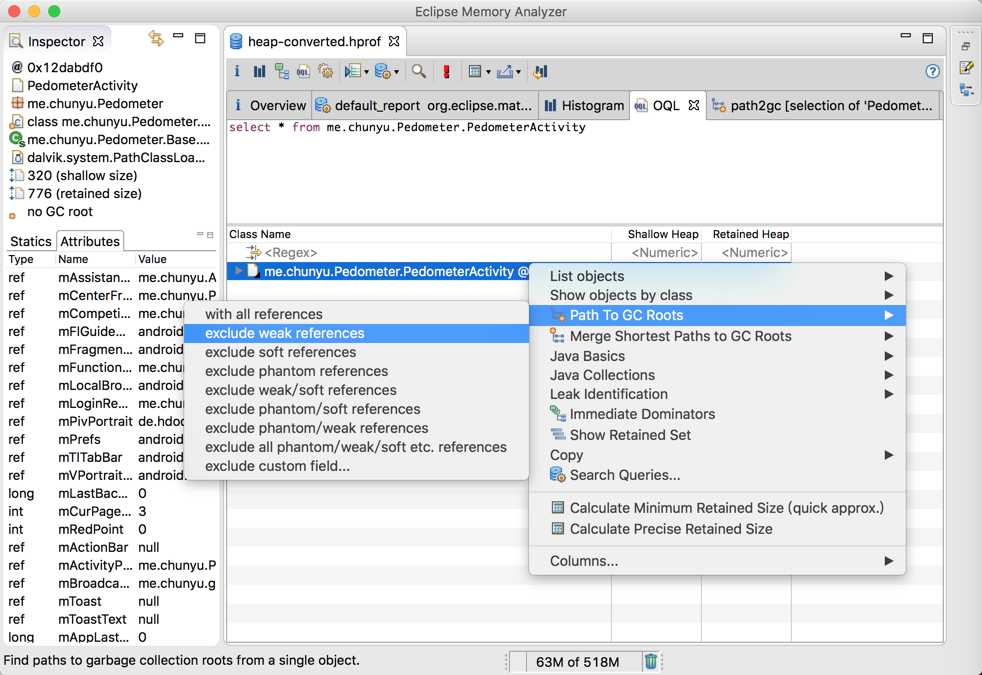 Eclipse Memory Analyzer
Inspector
@ 0x12dabdf0
PedometerActivity
me.chunyu.Pedometer
class me.chunyu.Pedometer....
me.chunyu.Pedometer.Base....
dalvik.system.PathClassLoa...
320 (shallow size)
776 (retained size)
no GC root
Statics Attributes
Type Name Value
ref mAssistan... me.chunyu.A
ref mCenterFr... me.chunyu.P
ref mCompeti... me.chunyu
ref mFlGuide... android
ref mFragmen... android
ref mFunction... me.chu
ref mLocalBro... android
ref mLoginRe... me.chu
ref mPivPortrait de.hdoc
ref mPrefs android
ref mTlTabBar android
ref mVPortrait... android.
long mLastBac... 0
int mCurPage... 3
int mRedPoint 0
ref mActionBar null
ref mActivityP... me.chunyu.P
ref mBroadca... me.chunyu.g
ref mToast null
ref mToastText null
long mAppLast... 0
heap-converted.hprof
i OQL !
?
i Overview default_report org.eclipse.mat... Histogram OQL path2gc [selection of 'Pedomet...
select * from me.chunyu.Pedometer.PedometerActivity
Class Name Shallow Heap Retained Heap
<Regex> <Numeric> <Numeric>
me.chunyu.Pedometer.PedometerActivity @
with all references
exclude weak references
exclude soft references
exclude phantom references
exclude weak/soft references
exclude phantom/soft references
exclude phantom/weak references
exclude all phantom/weak/soft etc. references
exclude custom field...
List objects
Show objects by class
Path To GC Roots
Merge Shortest Paths to GC Roots
Java Basics
Java Collections
Leak Identification
Immediate Dominators
Show Retained Set
Copy
Search Queries...
Calculate Minimum Retained Size (quick approx.)
Calculate Precise Retained Size
Columns...
Find paths to garbage collection roots from a single object.
63M of 518M